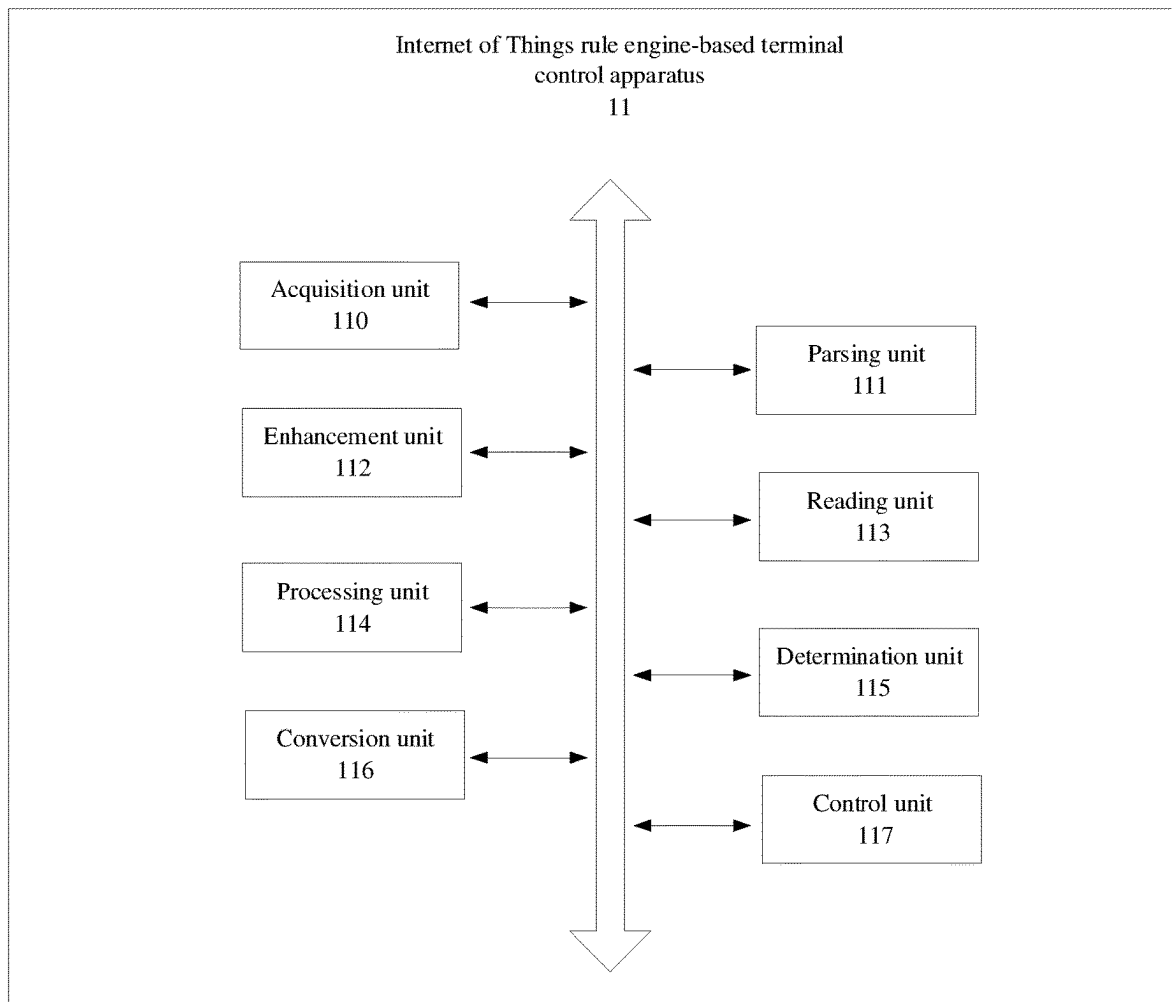 Internet of Things rule engine-based terminal
control apparatus
11
Acquisition unit
110
Parsing unit
111
Enhancement unit
112
Reading unit
113
Processing unit
114
Determination unit
115
Conversion unit
116
Control unit
117